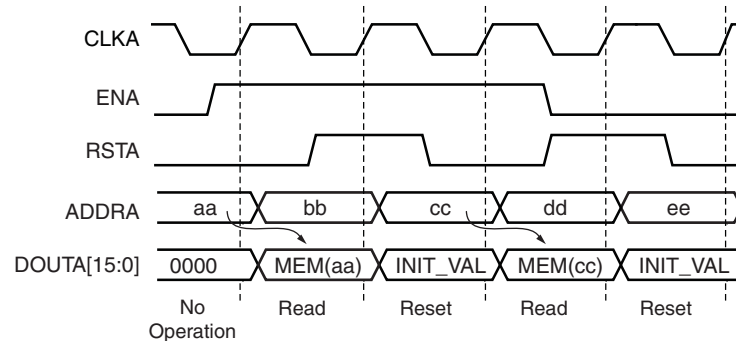 CLKA
ENA
RSTA
ADDRA aa bb cc dd ee
DOUTA[15:0] 0000 MEM(aa) INIT_VAL MEM(cc) INIT_VAL
No Read Reset Read Reset
Operation